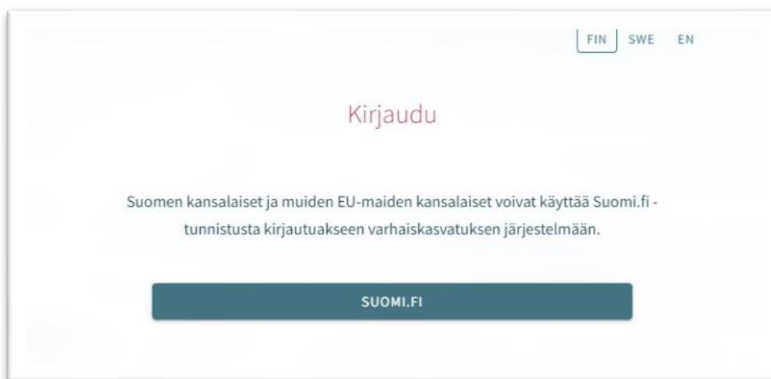 FIN SWE EN
Kirjaudu
Suomen kansalaiset ja muiden EU-maiden kansalaiset voivat käyttää Suomi.fi -
tunnistusta kirjautuakseen varhaiskasvatuksen järjestelmään.
SUOMI.FI